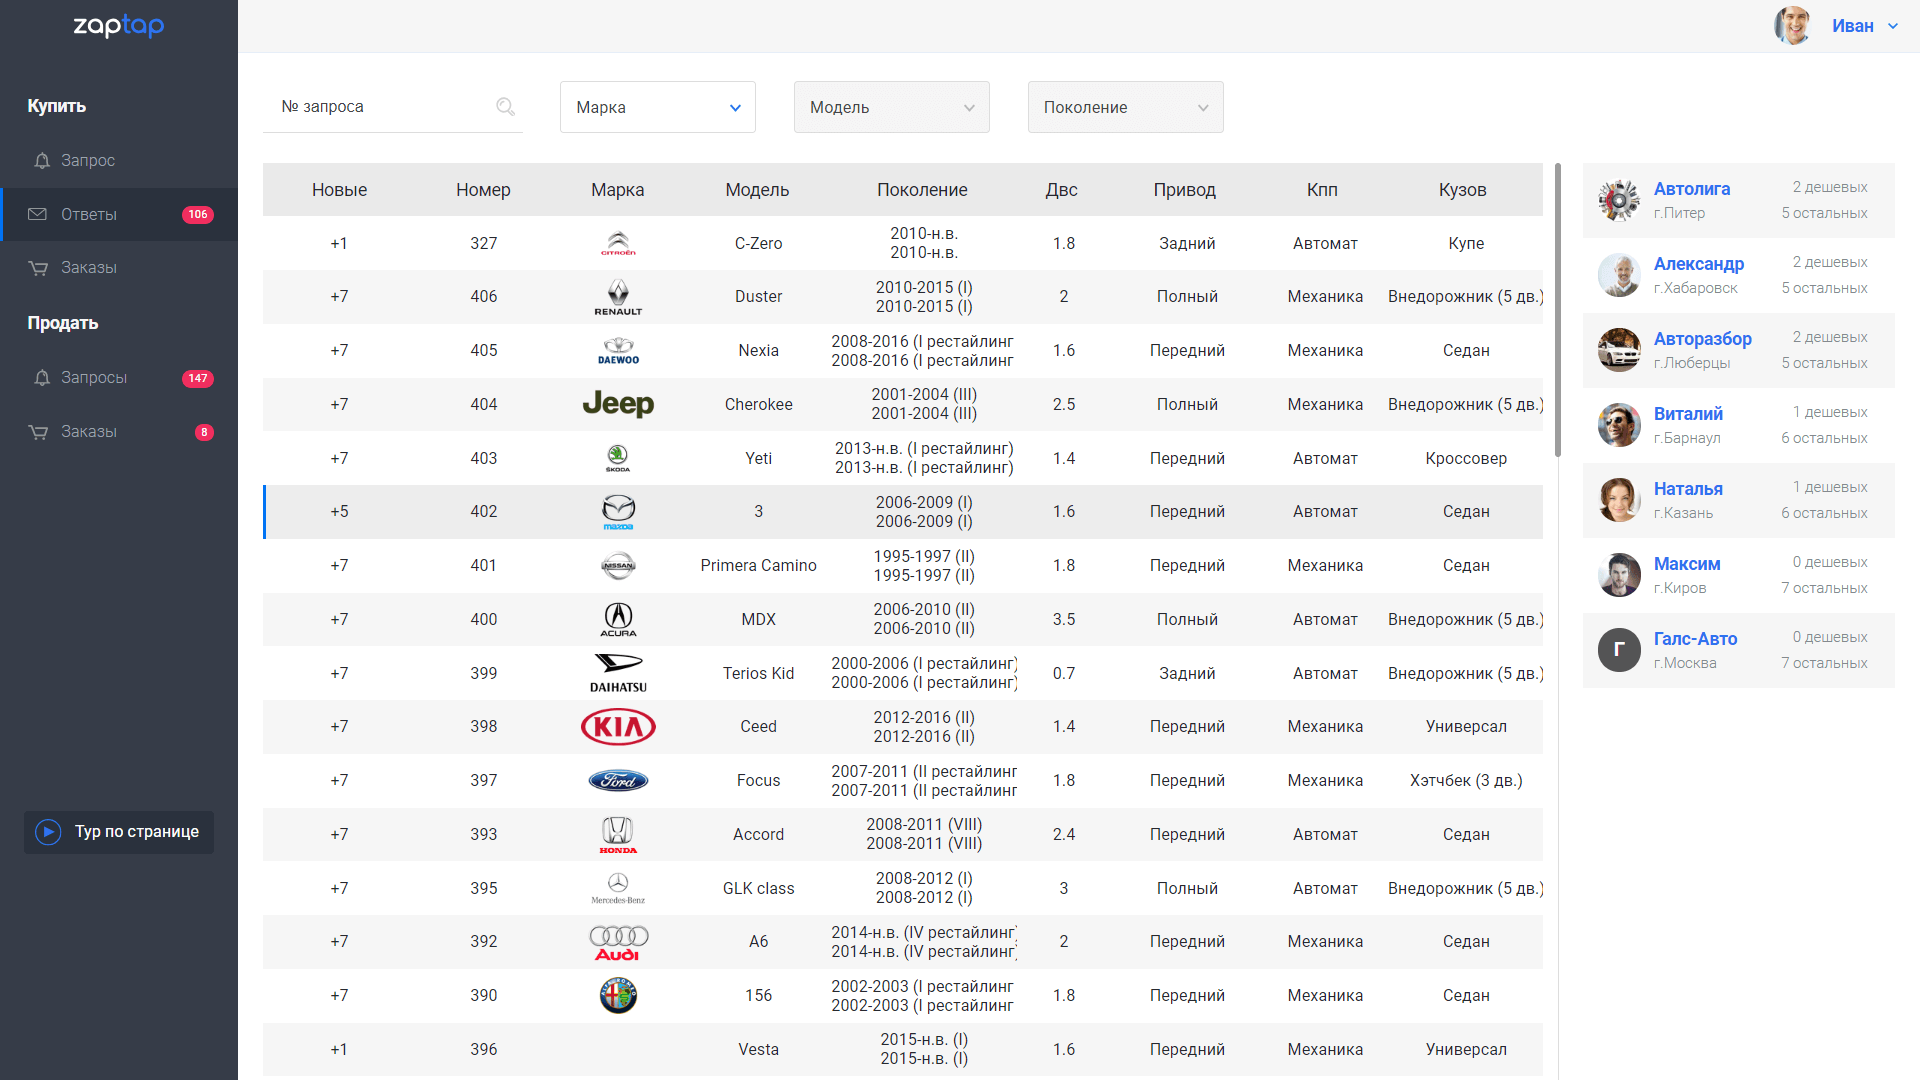 zaptap
Иван
Купить
Запрос
Ответы 106
Заказы
Продать
Запросы 147
Заказы 8
Тур по странице
№ запроса
Марка
Модель
Поколение
Новые Номер Марка Модель Поколение Двс Привод Кпп Кузов
+1 327 CITROËN C-Zero 2010-н.в. 1.8 Задний Автомат Купе
2010-н.в.
+7 406 RENAULT Duster 2010-2015 (I) 2 Полный Механика Внедорожник (5 дв.)
2010-2015 (I)
+7 405 DAEWOO Nexia 2008-2016 (I рестайлинг 1.6 Передний Механика Седан
2008-2016 (I рестайлинг
+7 404 Jeep Cherokee 2001-2004 (III) 2.5 Полный Механика Внедорожник (5 дв.)
2001-2004 (III)
+7 403 ŠKODA Yeti 2013-н.в. (I рестайлинг) 1.4 Передний Автомат Кроссовер
2013-н.в. (I рестайлинг)
+5 402 mazda 3 2006-2009 (I) 1.6 Передний Автомат Седан
2006-2009 (I)
+7 401 NISSAN Primera Camino 1995-1997 (II) 1.8 Передний Механика Седан
1995-1997 (II)
+7 400 ACURA MDX 2006-2010 (II) 3.5 Полный Автомат Внедорожник (5 дв.)
2006-2010 (II)
+7 399 DAIHATSU Terios Kid 2000-2006 (I рестайлинг) 0.7 Задний Автомат Внедорожник (5 дв.)
2000-2006 (I рестайлинг)
+7 398 KIA Ceed 2012-2016 (II) 1.4 Передний Механика Универсал
2012-2016 (II)
+7 397 Ford Focus 2007-2011 (II рестайлинг 1.8 Передний Механика Хэтчбек (3 дв.)
2007-2011 (II рестайлинг
+7 393 HONDA Accord 2008-2011 (VIII) 2.4 Передний Автомат Седан
2008-2011 (VIII)
+7 395 Mercedes-Benz GLK class 2008-2012 (I) 3 Полный Автомат Внедорожник (5 дв.)
2008-2012 (I)
+7 392 Audi A6 2014-н.в. (IV рестайлинг) 2 Передний Механика Седан
2014-н.в. (IV рестайлинг)
+7 390 ALFA ROMEO 156 2002-2003 (I рестайлинг 1.8 Передний Механика Седан
2002-2003 (I рестайлинг
+1 396 Vesta 2015-н.в. (I) 1.6 Передний Механика Универсал
2015-н.в. (I)
Автолига 2 дешевых
г.Питер 5 остальных
Александр 2 дешевых
г.Хабаровск 5 остальных
Авторазбор 2 дешевых
г.Люберцы 5 остальных
Виталий 1 дешевых
г.Барнаул 6 остальных
Наталья 1 дешевых
г.Казань 6 остальных
Максим 0 дешевых
г.Киров 7 остальных
Г Галс-Авто 0 дешевых
г.Москва 7 остальных